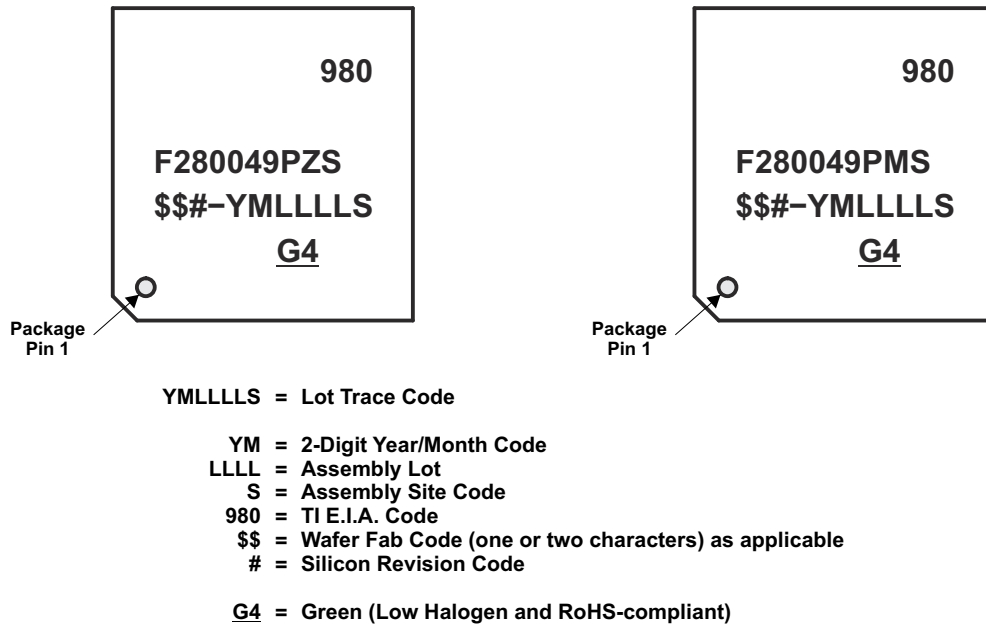 980
F280049PZS
$$#−YMLLLLS
G4
Package
Pin 1
980
F280049PMS
$$#−YMLLLLS
G4
Package
Pin 1
YMLLLLS = Lot Trace Code
YM = 2-Digit Year/Month Code
LLLL = Assembly Lot
S = Assembly Site Code
980 = TI E.I.A. Code
$$ = Wafer Fab Code (one or two characters) as applicable
# = Silicon Revision Code
G4 = Green (Low Halogen and RoHS-compliant)